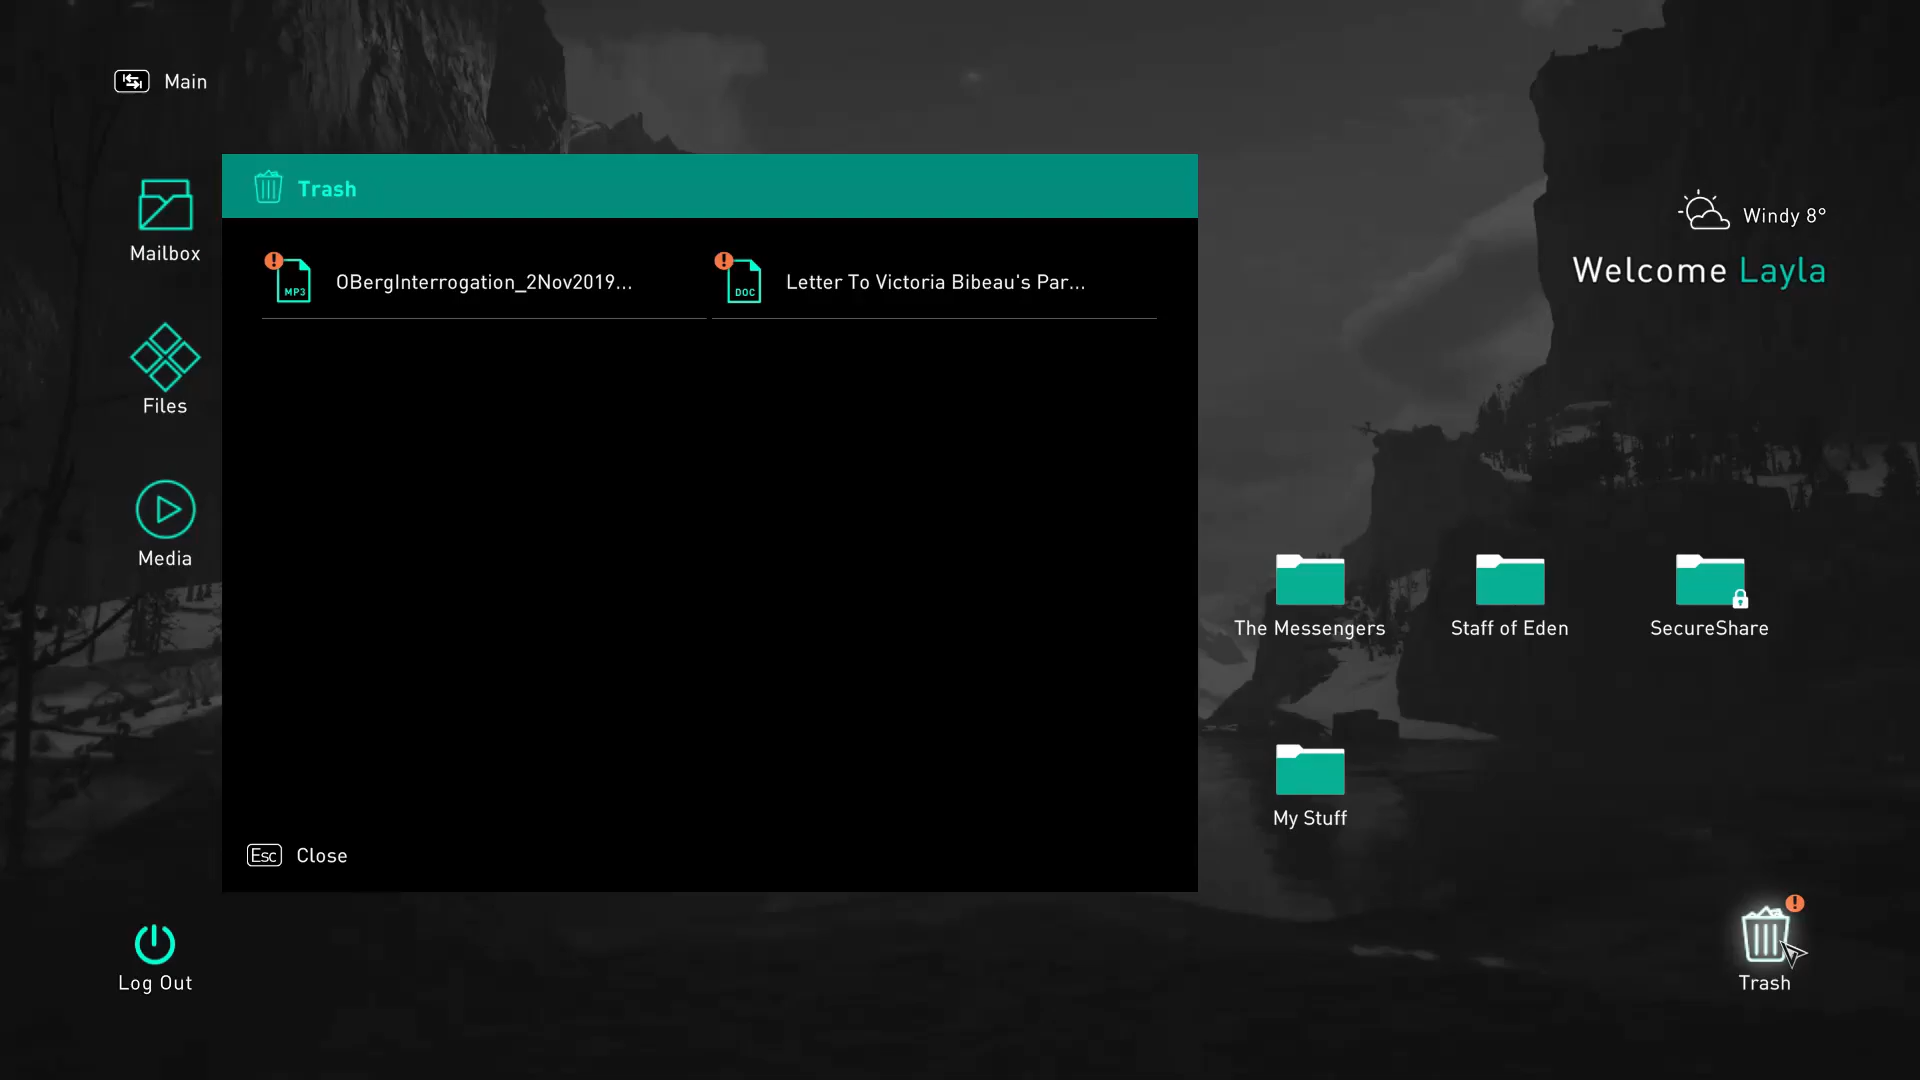 Main
Trash
Mailbox
MP3
OBergInterrogation_2Nov2019...
DOC
Letter To Victoria Bibeau's Par...
Windy 8°
Welcome Layla
Files
Media
The Messengers
Staff of Eden
SecureShare
My Stuff
Esc Close
Log Out
Trash